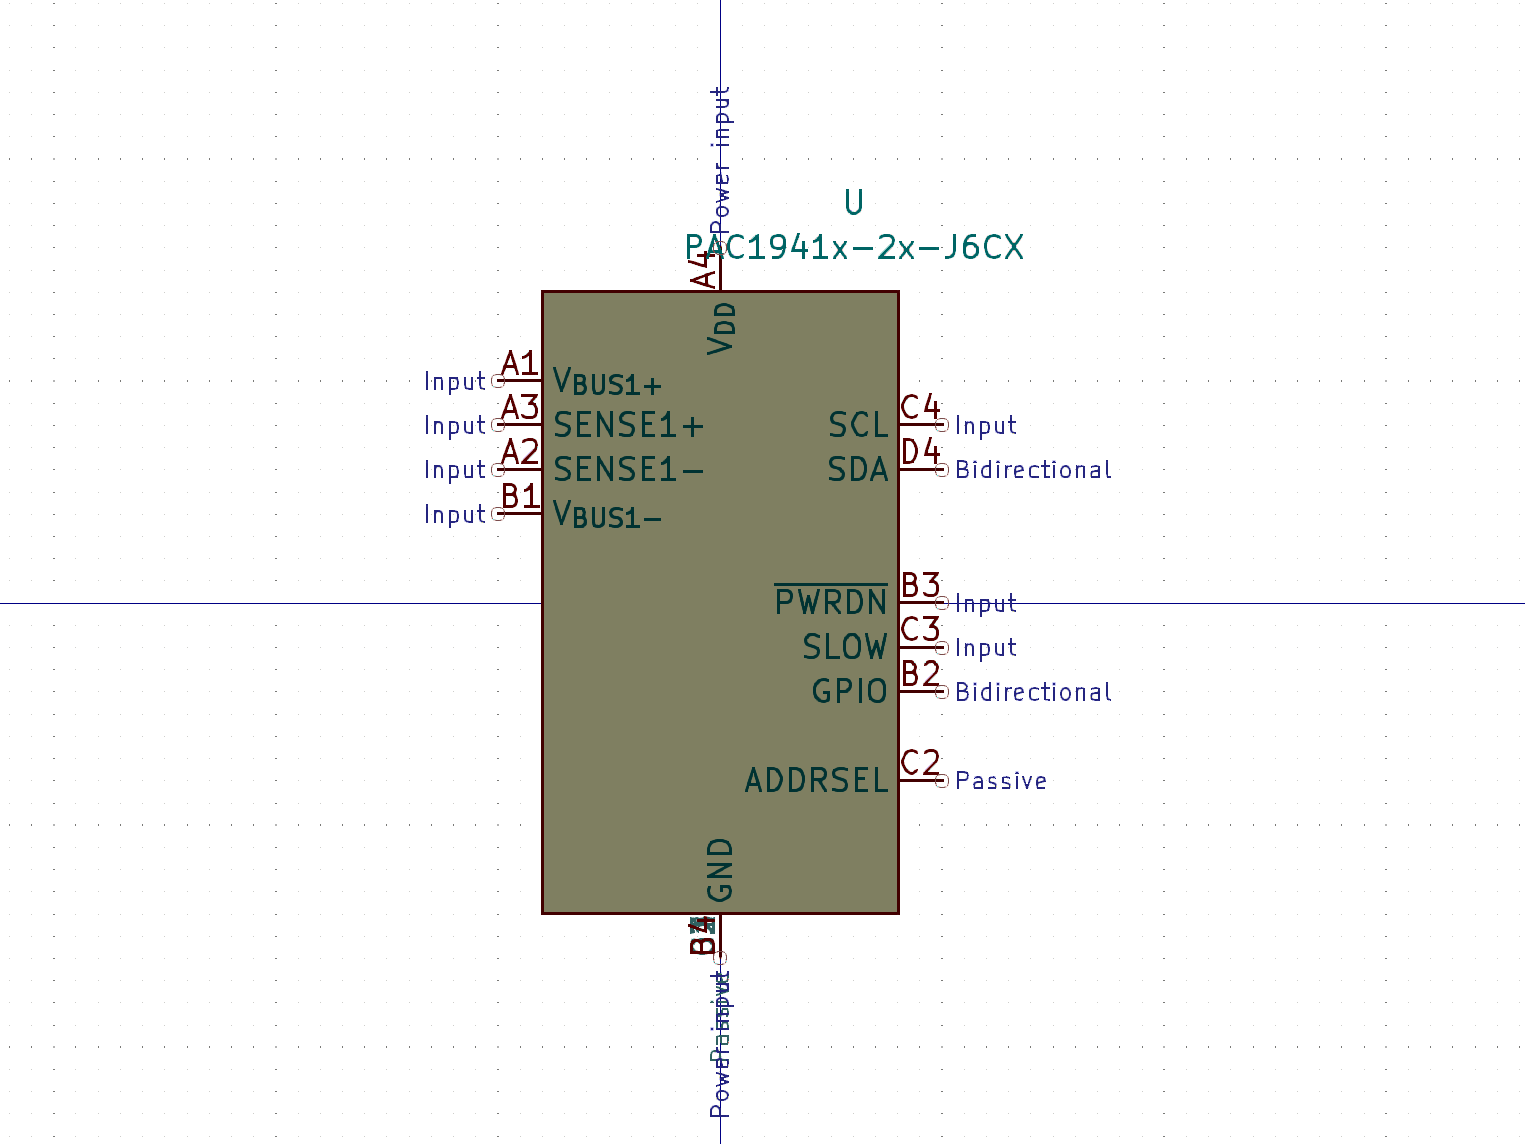 Power input
U
PAC1941x-2x-J6CX
A4
VDD
Input A1 VBUS1+
Input A3 SENSE1+
SCL C4 Input
Input A2 SENSE1-
SDA D4 Bidirectional
Input B1 VBUS1-
PWRDN B3 Input
SLOW C3 Input
GPIO B2 Bidirectional
ADDRSEL C2 Passive
GND
B4
Power input
Passive